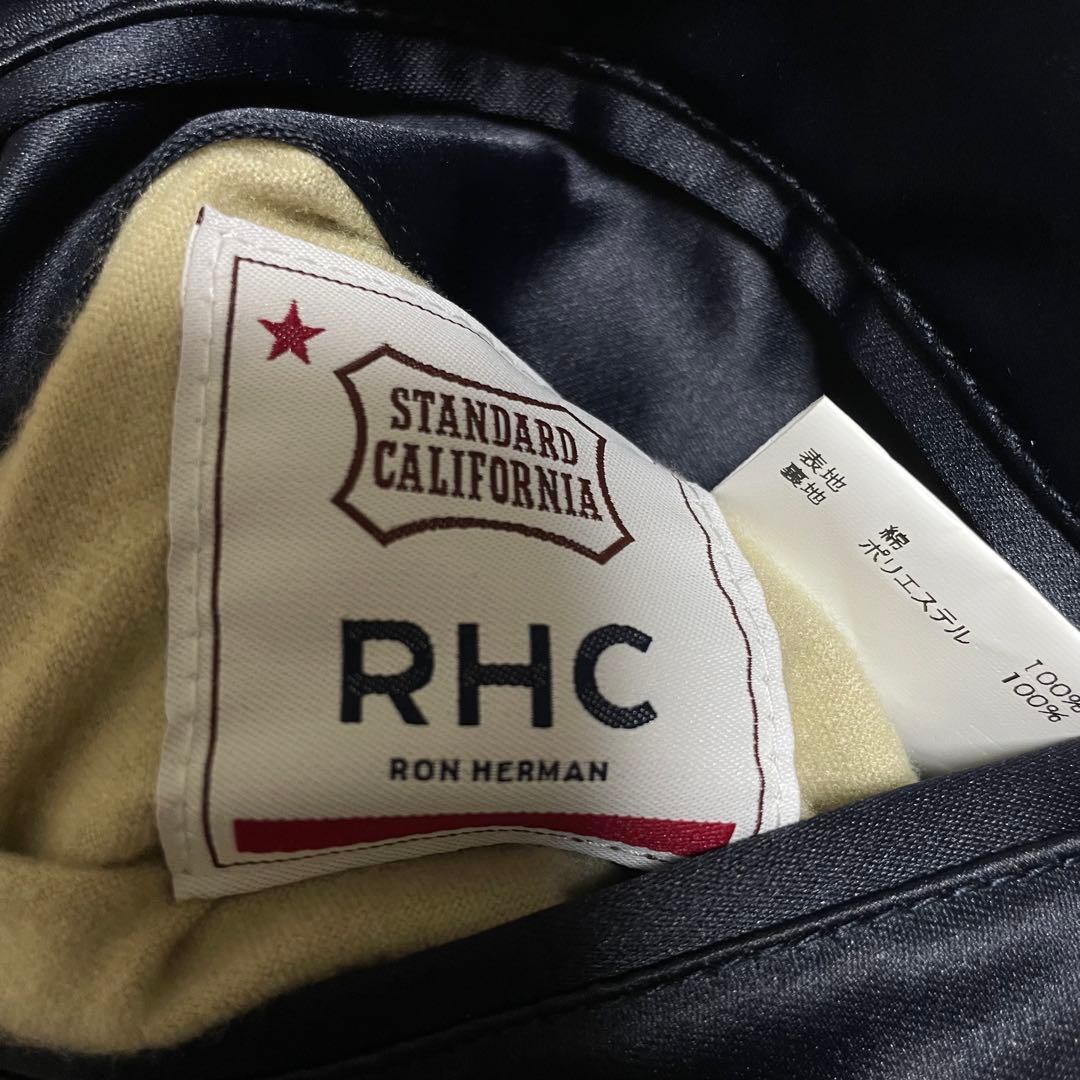 STANDARD
CALIFORNIA
RHC
RON HERMAN
表地 綿 100%
裏地 ポリエステル 100%